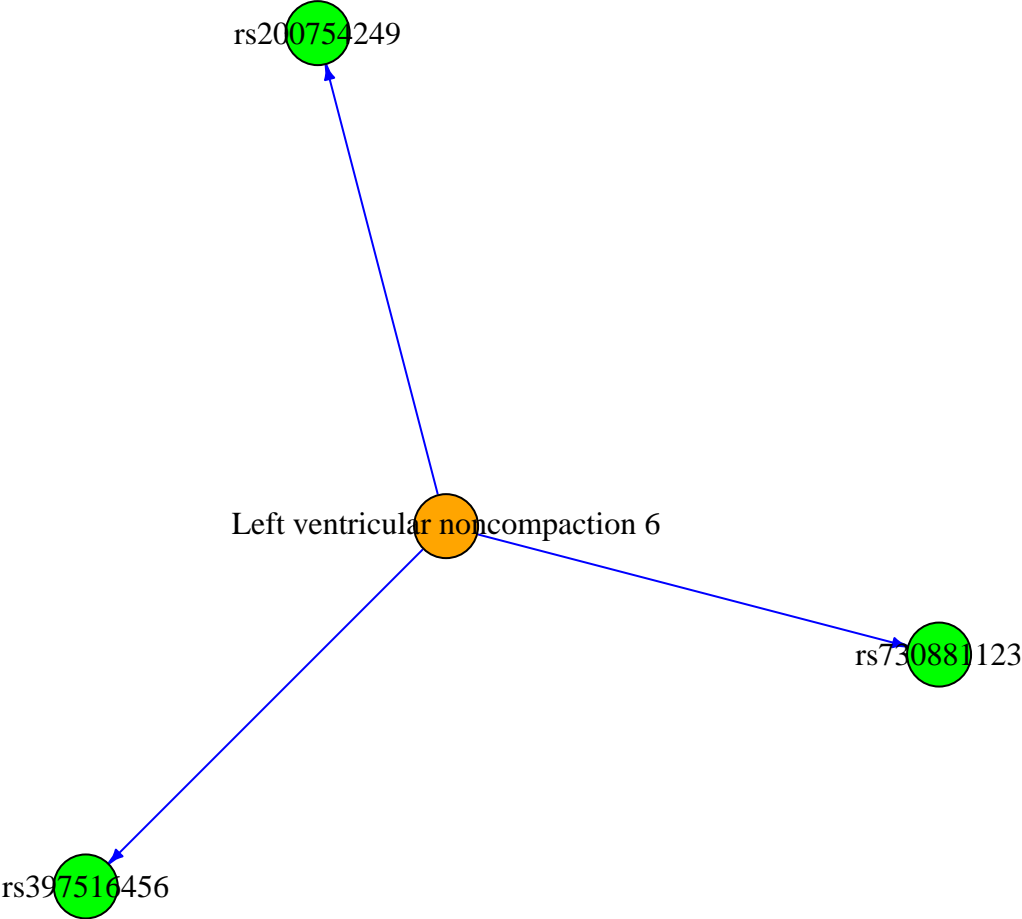 rs200754249
Left ventricular noncompaction 6
rs730881123
rs397516456